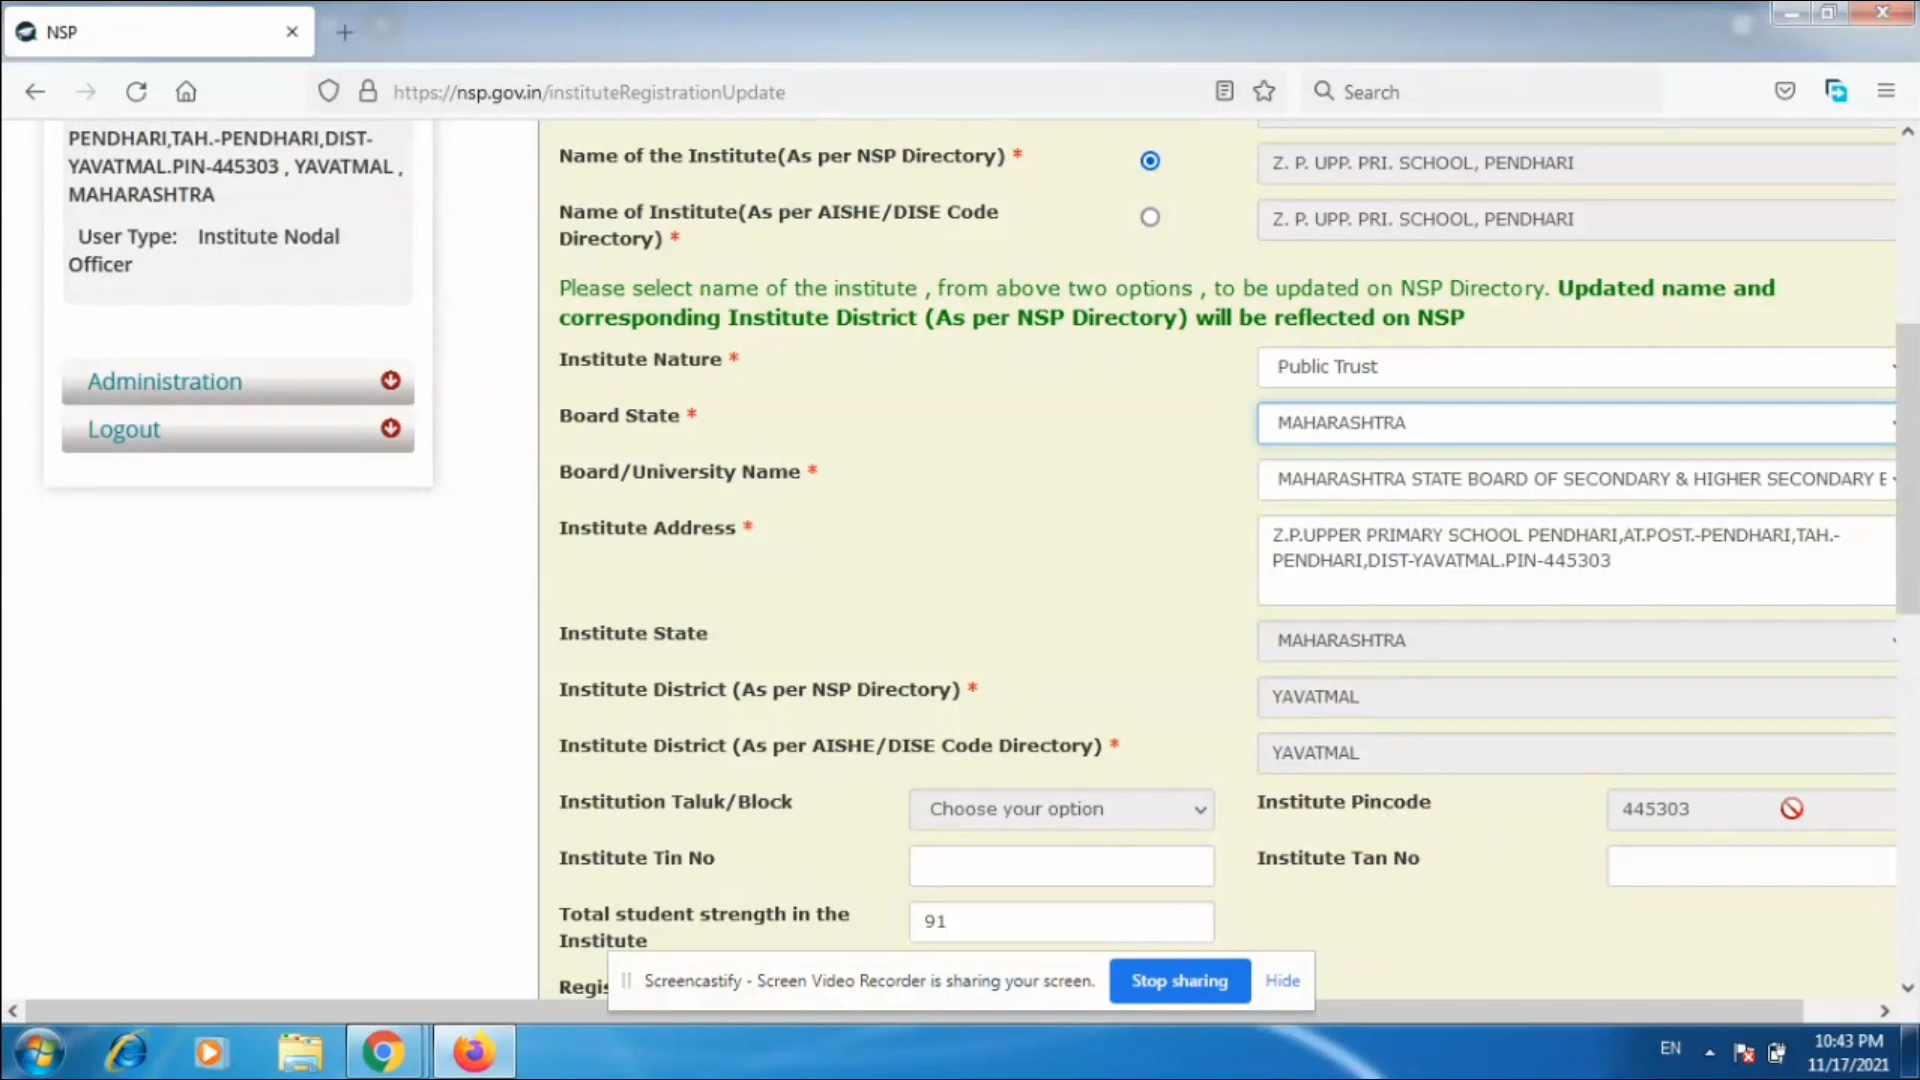 NSP
https://nsp.gov.in/instituteRegistrationUpdate
Search
PENDHARI,TAH.-PENDHARI,DIST-
YAVATMAL.PIN-445303 , YAVATMAL ,
MAHARASHTRA
User Type: Institute Nodal
Officer
Administration
Logout
Name of the Institute(As per NSP Directory) *
Z. P. UPP. PRI. SCHOOL, PENDHARI
Name of Institute(As per AISHE/DISE Code
Directory) *
Z. P. UPP. PRI. SCHOOL, PENDHARI
Please select name of the institute , from above two options , to be updated on NSP Directory. Updated name and
corresponding Institute District (As per NSP Directory) will be reflected on NSP
Institute Nature *
Public Trust
Board State *
MAHARASHTRA
Board/University Name *
MAHARASHTRA STATE BOARD OF SECONDARY & HIGHER SECONDARY E
Institute Address *
Z.P.UPPER PRIMARY SCHOOL PENDHARI,AT.POST.-PENDHARI,TAH.-
PENDHARI,DIST-YAVATMAL.PIN-445303
Institute State
MAHARASHTRA
Institute District (As per NSP Directory) *
YAVATMAL
Institute District (As per AISHE/DISE Code Directory) *
YAVATMAL
Institution Taluk/Block
Choose your option
Institute Pincode
445303
Institute Tin No
Institute Tan No
Total student strength in the
Institute
91
Regis
Screencastify - Screen Video Recorder is sharing your screen.
Stop sharing
Hide
EN
10:43 PM
11/17/2021